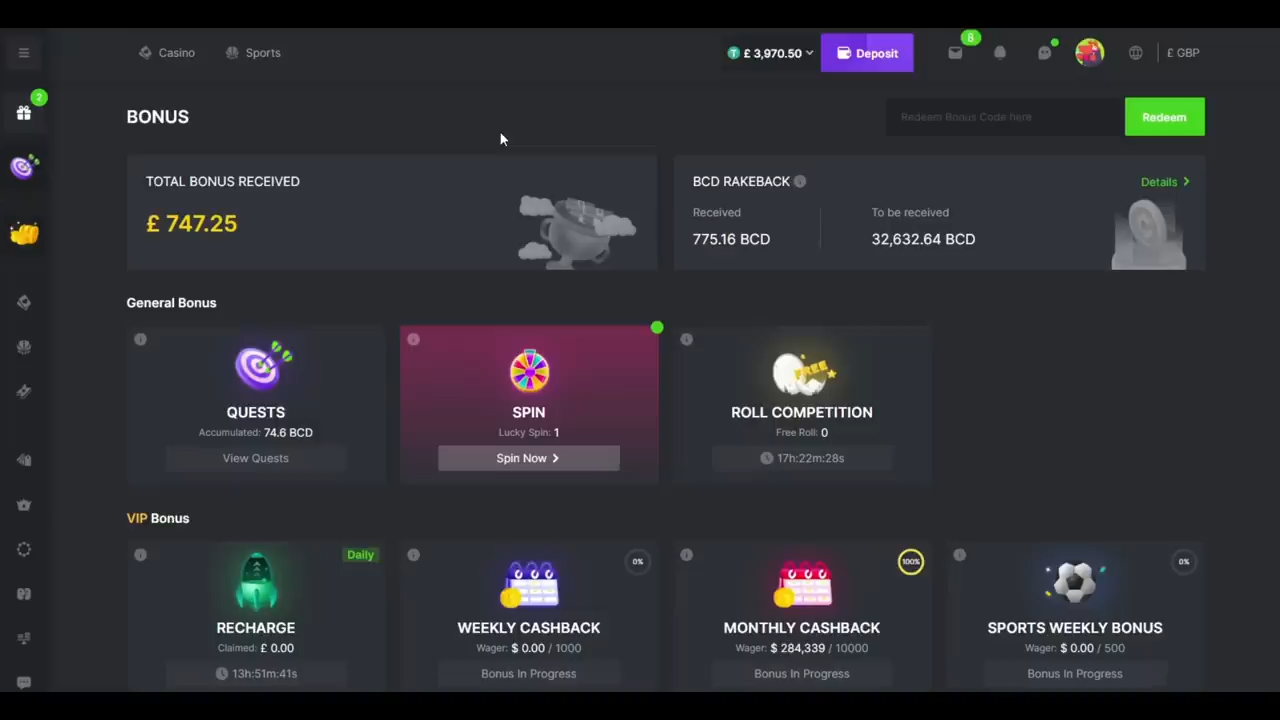 Casino
Sports
£ 3,970.50
Deposit
8
£ GBP
2
BONUS
Redeem Bonus Code here
Redeem
TOTAL BONUS RECEIVED
£ 747.25
BCD RAKEBACK
Details
Received
775.16 BCD
To be received
32,632.64 BCD
General Bonus
QUESTS
Accumulated: 74.6 BCD
View Quests
SPIN
Lucky Spin: 1
Spin Now
FREE
ROLL COMPETITION
Free Roll: 0
17h:22m:28s
VIP Bonus
Daily
RECHARGE
Claimed: £ 0.00
13h:51m:41s
0%
WEEKLY CASHBACK
Wager: $ 0.00 / 1000
Bonus In Progress
100%
MONTHLY CASHBACK
Wager: $ 284,339 / 10000
Bonus In Progress
0%
SPORTS WEEKLY BONUS
Wager: $ 0.00 / 500
Bonus In Progress